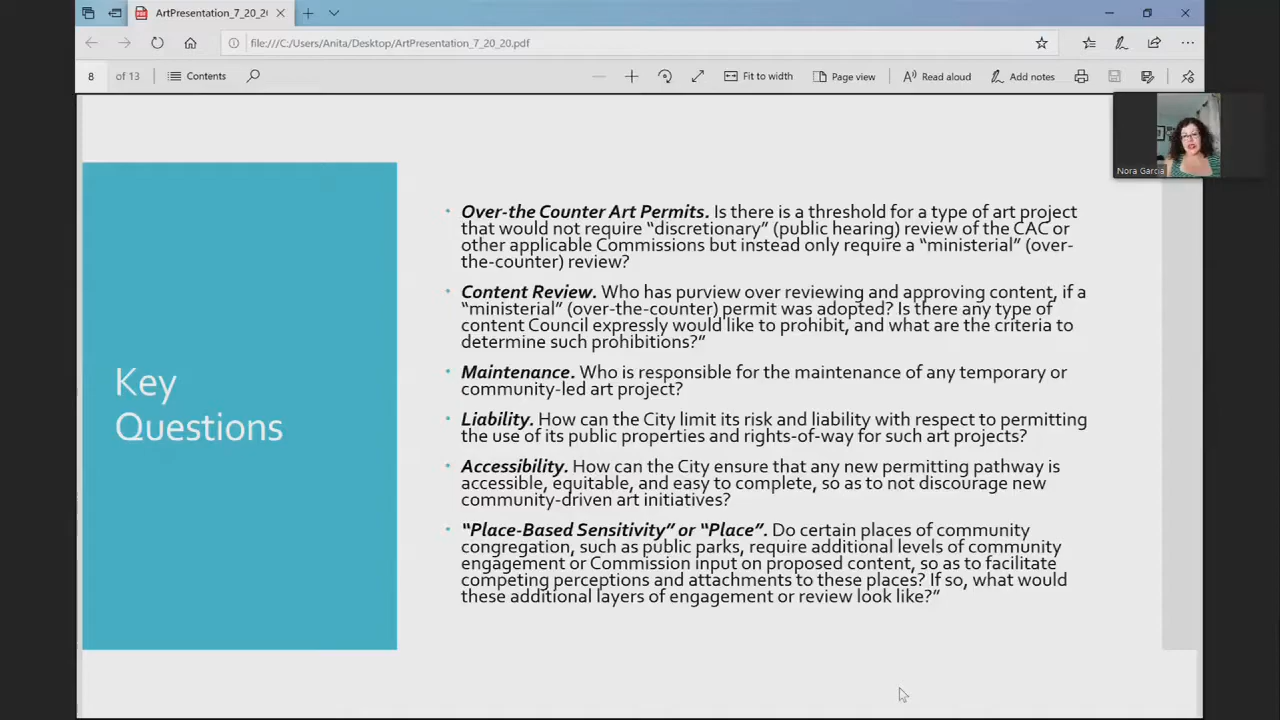 ArtPresentation_7_20_20
file:///C:/Users/Anita/Desktop/ArtPresentation_7_20_20.pdf
8 of 13 Contents Fit to width Page view Read aloud Add notes
Nora Garcia
Key
Questions
• Over-the Counter Art Permits. Is there is a threshold for a type of art project
that would not require “discretionary” (public hearing) review of the CAC or
other applicable Commissions but instead only require a “ministerial” (over-
the-counter) review?
• Content Review. Who has purview over reviewing and approving content, if a
“ministerial” (over-the-counter) permit was adopted? Is there any type of
content Council expressly would like to prohibit, and what are the criteria to
determine such prohibitions?”
• Maintenance. Who is responsible for the maintenance of any temporary or
community-led art project?
• Liability. How can the City limit its risk and liability with respect to permitting
the use of its public properties and rights-of-way for such art projects?
• Accessibility. How can the City ensure that any new permitting pathway is
accessible, equitable, and easy to complete, so as to not discourage new
community-driven art initiatives?
• “Place-Based Sensitivity” or “Place”. Do certain places of community
congregation, such as public parks, require additional levels of community
engagement or Commission input on proposed content, so as to facilitate
competing perceptions and attachments to these places? If so, what would
these additional layers of engagement or review look like?”